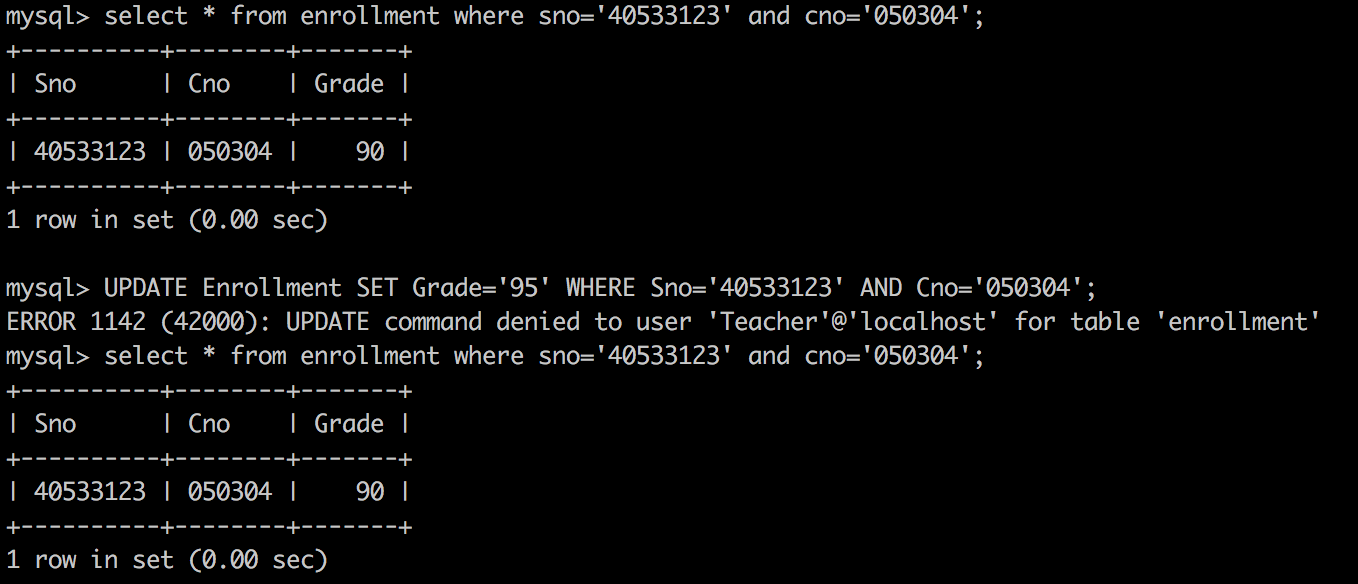 mysql> select * from enrollment where sno='40533123' and cno='050304';
+----------+--------+-------+
| Sno      | Cno    | Grade |
+----------+--------+-------+
| 40533123 | 050304 |    90 |
+----------+--------+-------+
1 row in set (0.00 sec)

mysql> UPDATE Enrollment SET Grade='95' WHERE Sno='40533123' AND Cno='050304';
ERROR 1142 (42000): UPDATE command denied to user 'Teacher'@'localhost' for table 'enrollment'
mysql> select * from enrollment where sno='40533123' and cno='050304';
+----------+--------+-------+
| Sno      | Cno    | Grade |
+----------+--------+-------+
| 40533123 | 050304 |    90 |
+----------+--------+-------+
1 row in set (0.00 sec)